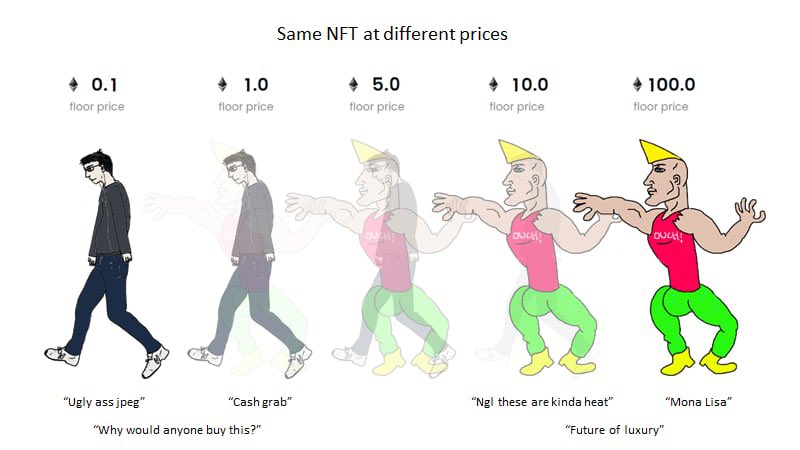 Same NFT at different prices
0.1 1.0 5.0 10.0 100.0
floor price floor price floor price floor price floor price
OUCH! OUCH! OUCH!
"Ugly ass jpeg" "Cash grab" "Ngl these are kinda heat" "Mona Lisa"
"Why would anyone buy this?" "Future of luxury"